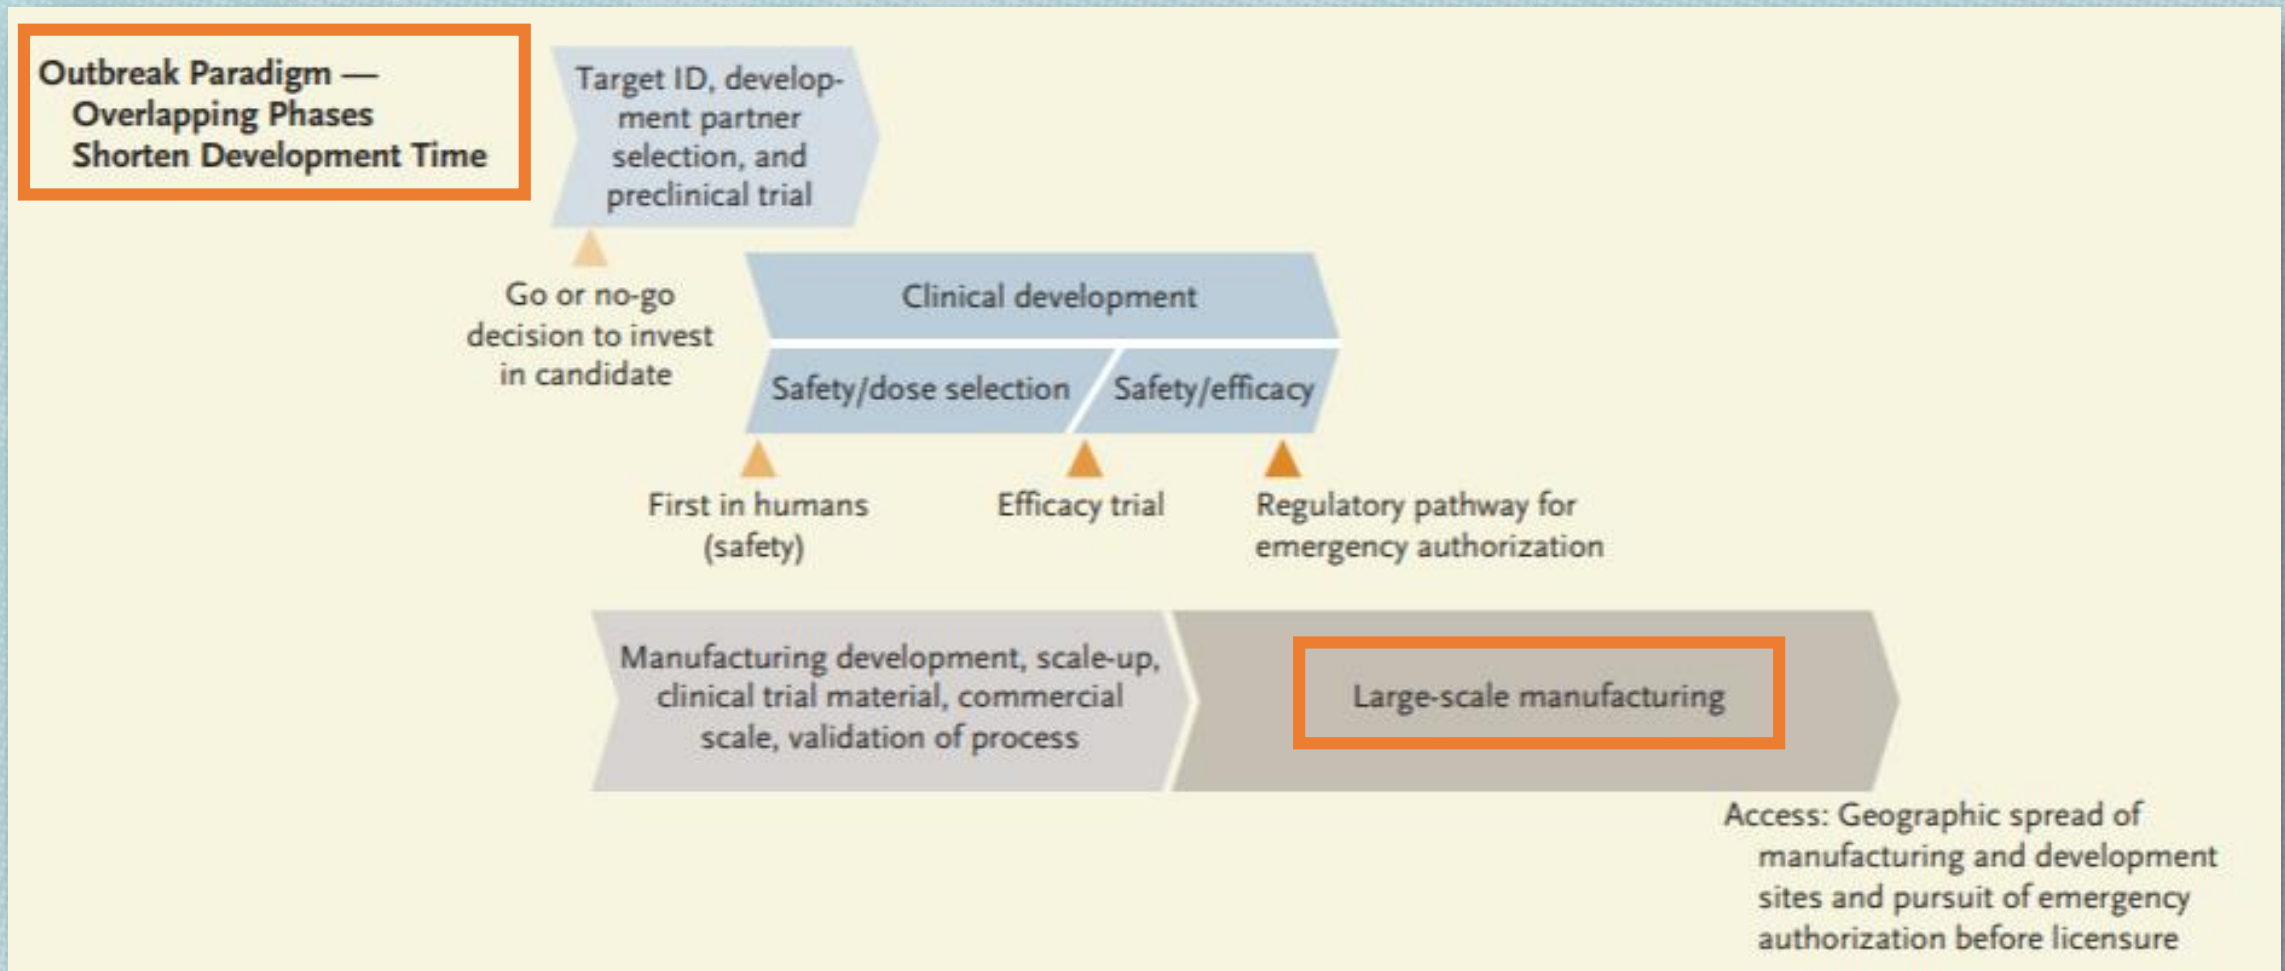 Outbreak Paradigm —
Overlapping Phases
Shorten Development Time
Target ID, develop-
ment partner
selection, and
preclinical trial
Go or no-go
decision to invest
in candidate
Clinical development
Safety/dose selection
Safety/efficacy
First in humans
(safety)
Efficacy trial
Regulatory pathway for
emergency authorization
Manufacturing development, scale-up,
clinical trial material, commercial
scale, validation of process
Large-scale manufacturing
Access: Geographic spread of
manufacturing and development
sites and pursuit of emergency
authorization before licensure